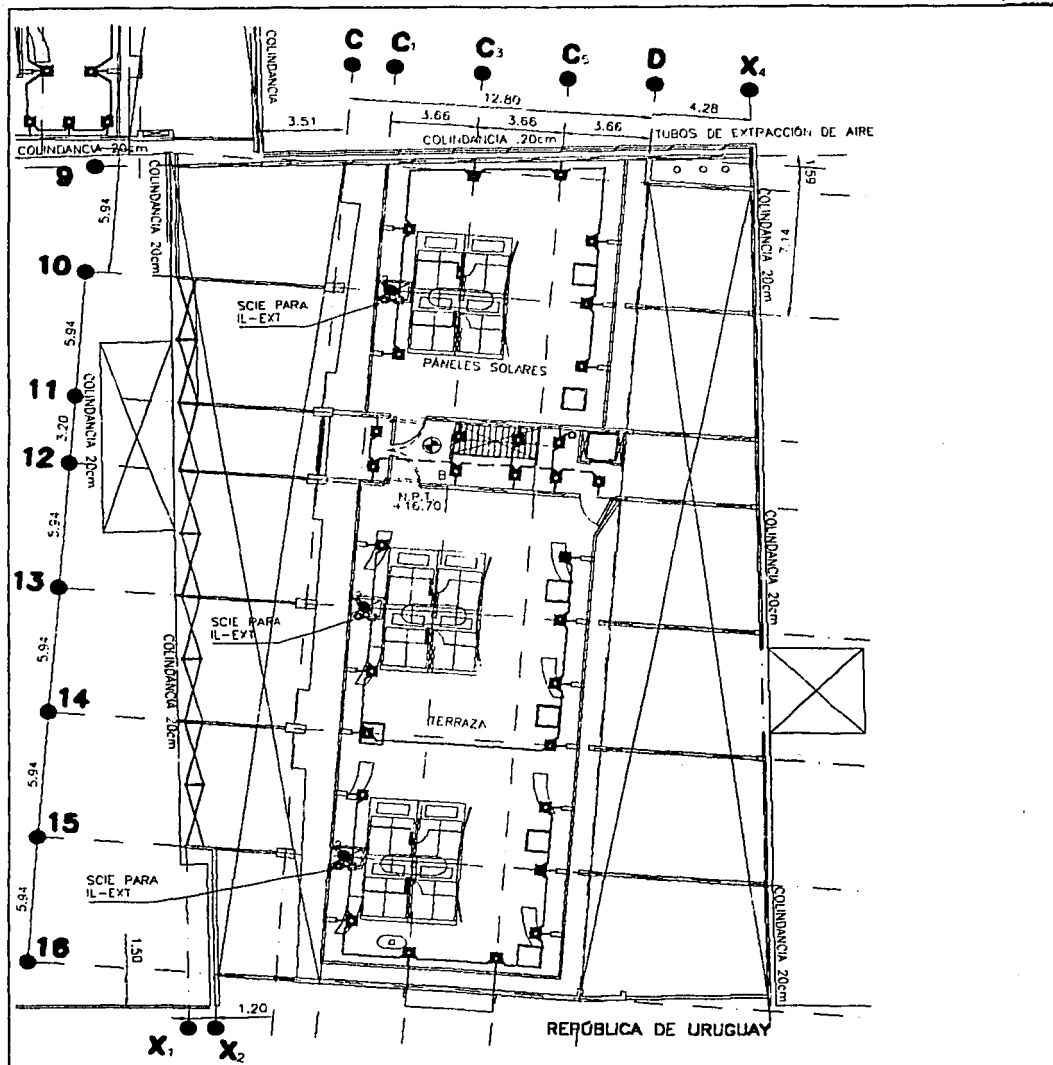 C C₁ C₃ C₅ D X₄
12.80
4.28
3.51 3.66 3.66 3.66
COLINDANCIA
COLINDANCIA .20cm
TUBOS DE EXTRACCIÓN DE AIRE
COLINDANCIA 20cm
9
COLINDANCIA 20cm
1.59
5.94
7.14
COLINDANCIA 20cm
10
SCIE PARA
IL-EXT
5.94
PÁNELES SOLARES
11
COLINDANCIA 20cm
3.20
12
B
N.P.T.
+16.70
5.94
COLINDANCIA 20cm
13
SCIE PARA
IL-EXT
COLINDANCIA 20cm
5.94
14
TERRAZA
5.94
15
SCIE PARA
IL-EXT
5.94
COLINDANCIA 20cm
16
1.50
1.20
REPÚBLICA DE URUGUAY
X₁ X₂